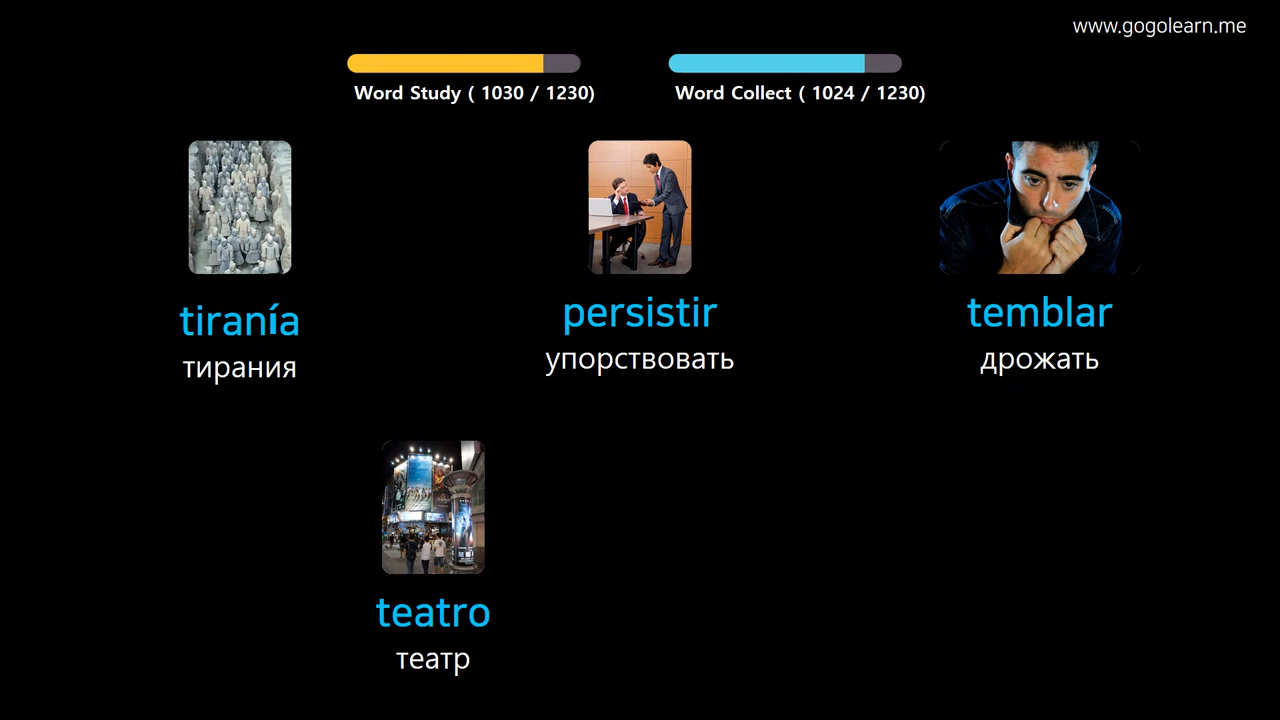 www.gogolearn.me
Word Study ( 1030 / 1230)
Word Collect ( 1024 / 1230)
tiranía
тирания
persistir
упорствовать
temblar
дрожать
teatro
театр